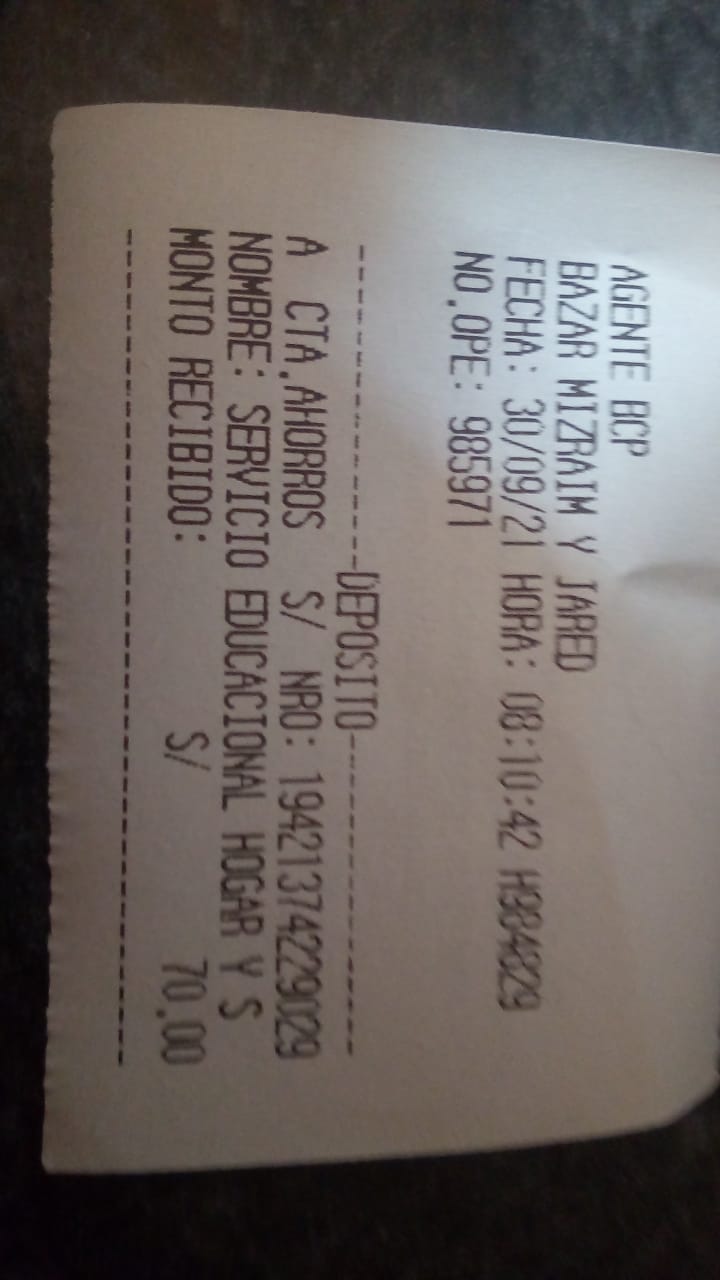 AGENTE BCP
BAZAR MIZRAIM Y JARED
FECHA: 30/09/21 HORA: 08:10:42 H984829
NO.OPE: 985971
--------------DEPOSITO--------------
A CTA.AHORROS S/ NRO: 19421374229029
NOMBRE: SERVICIO EDUCACIONAL HOGAR Y S
MONTO RECIBIDO: S/ 70.00
--------------------------------------